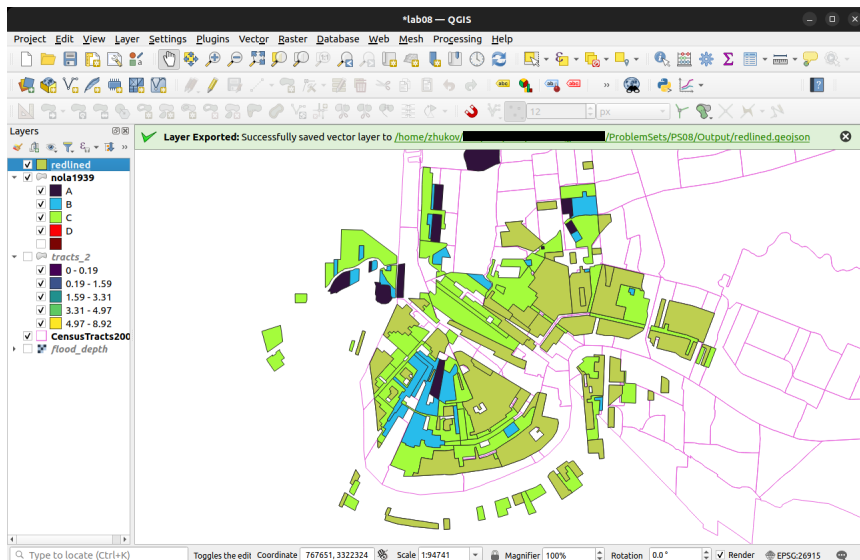 *lab08 — QGIS
Project Edit View Layer Settings Plugins Vector Raster Database Web Mesh Processing Help
abc abc abc »
12 px
Layers
Layer Exported: Successfully saved vector layer to /home/zhukov/ /ProblemSets/PS08/Output/redlined.geojson
»
redlined
nola1939
A
B
C
D
tracts_2
0 - 0.19
0.19 - 1.59
1.59 - 3.31
3.31 - 4.97
4.97 - 8.92
CensusTracts200
flood_depth
Type to locate (Ctrl+K) Toggles the edit Coordinate 767651, 3322324 Scale 1:94741 Magnifier 100% Rotation 0.0 ° Render EPSG:26915